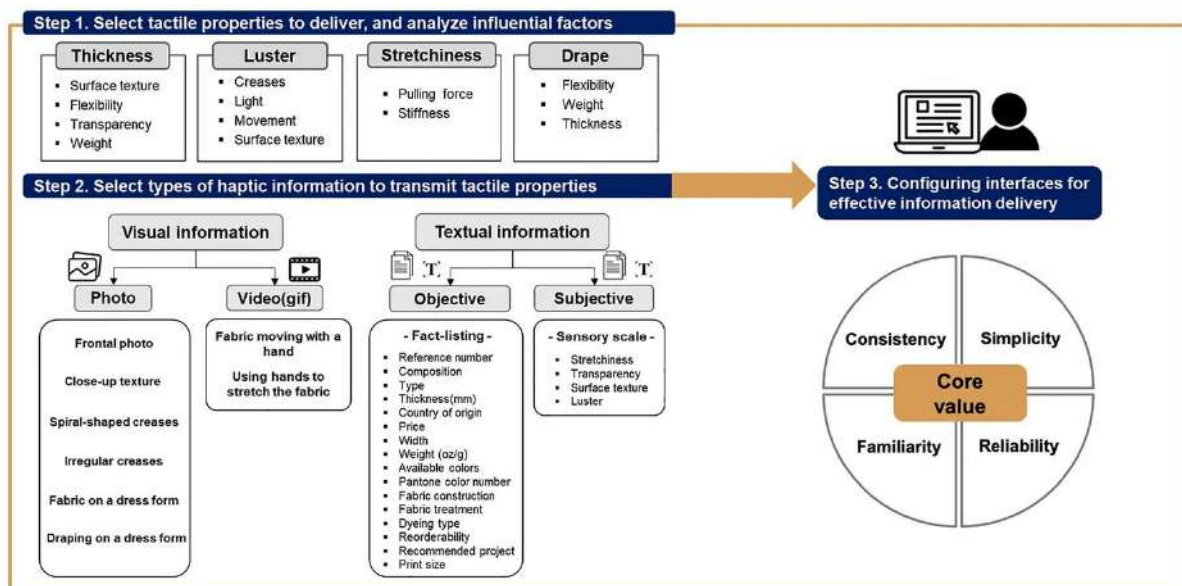 Step 1. Select tactile properties to deliver, and analyze influential factors
Thickness
▪ Surface texture
▪ Flexibility
▪ Transparency
▪ Weight
Luster
▪ Creases
▪ Light
▪ Movement
▪ Surface texture
Stretchiness
▪ Pulling force
▪ Stiffness
Drape
▪ Flexibility
▪ Weight
▪ Thickness
Step 2. Select types of haptic information to transmit tactile properties
Visual information
Photo
Frontal photo
Close-up texture
Spiral-shaped creases
Irregular creases
Fabric on a dress form
Draping on a dress form
Video(gif)
Fabric moving with a
hand
Using hands to
stretch the fabric
Textual information
T
Objective
- Fact-listing -
▪ Reference number
▪ Composition
▪ Type
▪ Thickness(mm)
▪ Country of origin
▪ Price
▪ Width
▪ Weight (oz/g)
▪ Available colors
▪ Pantone color number
▪ Fabric construction
▪ Fabric treatment
▪ Dyeing type
▪ Reorderability
▪ Recommended project
▪ Print size
T
Subjective
- Sensory scale -
▪ Stretchiness
▪ Transparency
▪ Surface texture
▪ Luster
Step 3. Configuring interfaces for
effective information delivery
Consistency
Simplicity
Core
value
Familiarity
Reliability